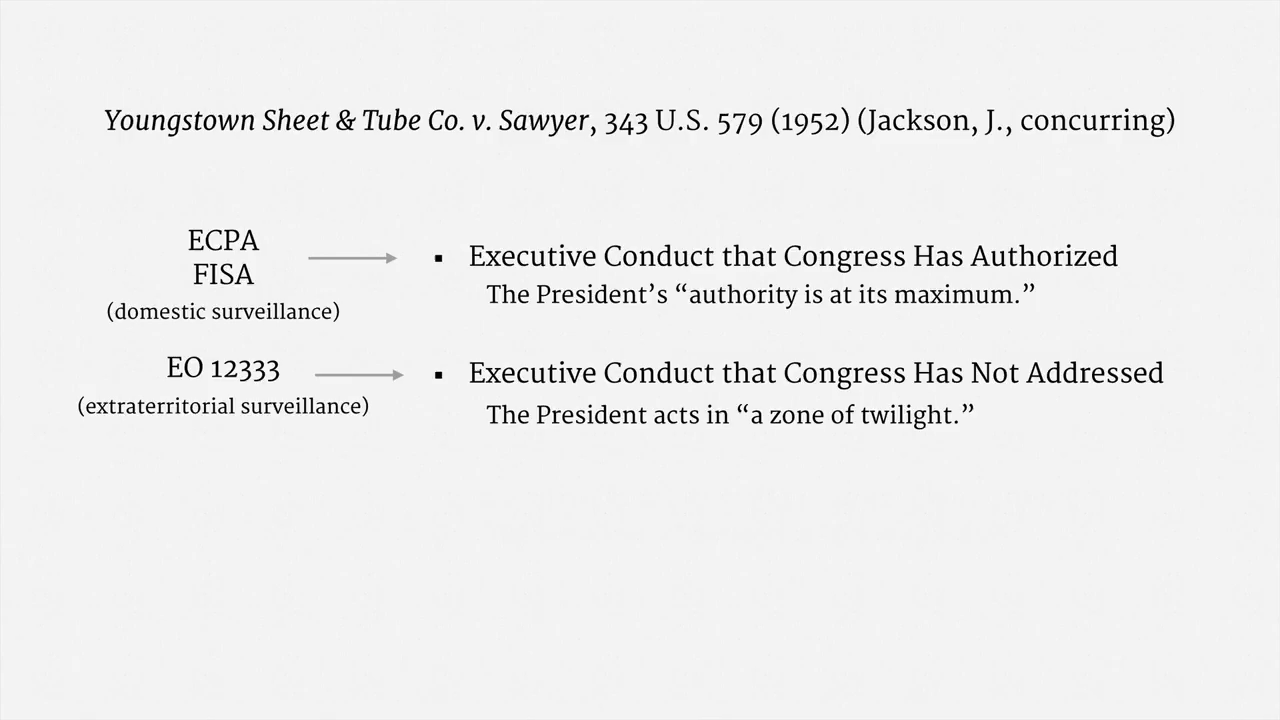 Youngstown Sheet & Tube Co. v. Sawyer, 343 U.S. 579 (1952) (Jackson, J., concurring)
ECPA
FISA
(domestic surveillance)
▪ Executive Conduct that Congress Has Authorized
The President’s “authority is at its maximum.”
EO 12333
(extraterritorial surveillance)
▪ Executive Conduct that Congress Has Not Addressed
The President acts in “a zone of twilight.”